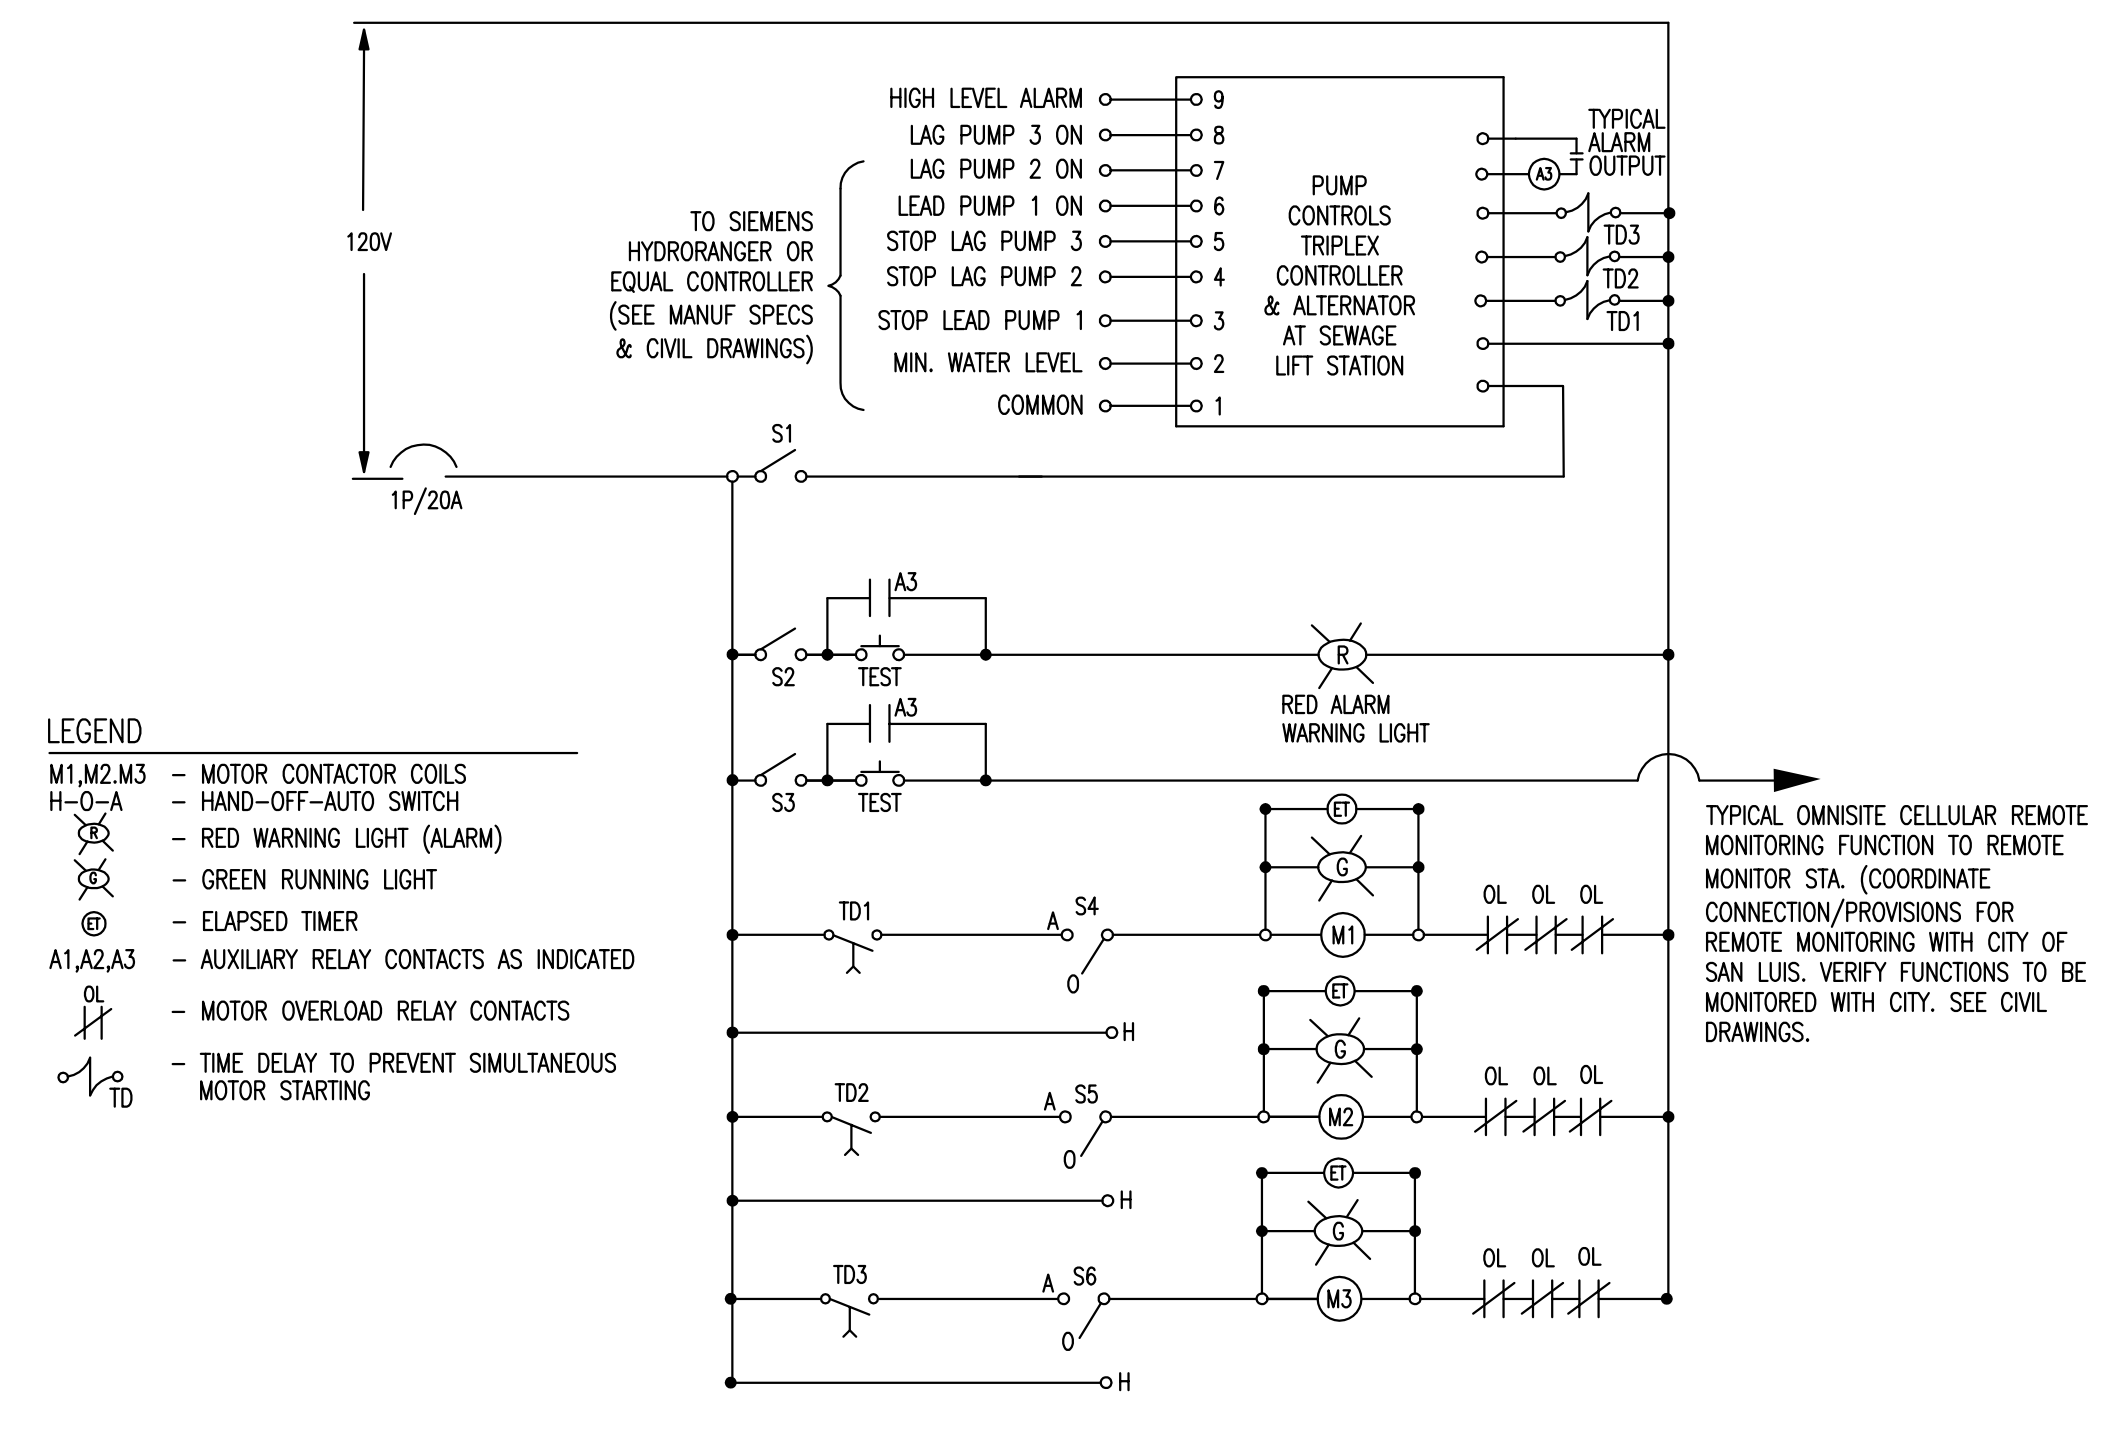 HIGH LEVEL ALARM
9
LAG PUMP 3 ON
8
LAG PUMP 2 ON
7
LEAD PUMP 1 ON
6
STOP LAG PUMP 3
5
STOP LAG PUMP 2
4
STOP LEAD PUMP 1
3
MIN. WATER LEVEL
2
COMMON
1
TO SIEMENS
HYDRORANGER OR
EQUAL CONTROLLER
(SEE MANUF SPECS
& CIVIL DRAWINGS)
PUMP
CONTROLS
TRIPLEX
CONTROLLER
& ALTERNATOR
AT SEWAGE
LIFT STATION
TYPICAL
ALARM
OUTPUT
A3
TD3
TD2
TD1
120V
1P/20A
S1
A3
S2
TEST
R
RED ALARM
WARNING LIGHT
A3
S3
TEST
TYPICAL OMNISITE CELLULAR REMOTE
MONITORING FUNCTION TO REMOTE
MONITOR STA. (COORDINATE
CONNECTION/PROVISIONS FOR
REMOTE MONITORING WITH CITY OF
SAN LUIS. VERIFY FUNCTIONS TO BE
MONITORED WITH CITY. SEE CIVIL
DRAWINGS.
LEGEND
M1,M2.M3 - MOTOR CONTACTOR COILS
H-O-A - HAND-OFF-AUTO SWITCH
R - RED WARNING LIGHT (ALARM)
G - GREEN RUNNING LIGHT
ET - ELAPSED TIMER
A1,A2,A3 - AUXILIARY RELAY CONTACTS AS INDICATED
OL
- MOTOR OVERLOAD RELAY CONTACTS
- TIME DELAY TO PREVENT SIMULTANEOUS
MOTOR STARTING
TD
ET
G
TD1
A
S4
O
M1
OL OL OL
H
ET
G
TD2
A
S5
O
M2
OL OL OL
H
ET
G
TD3
A
S6
O
M3
OL OL OL
H